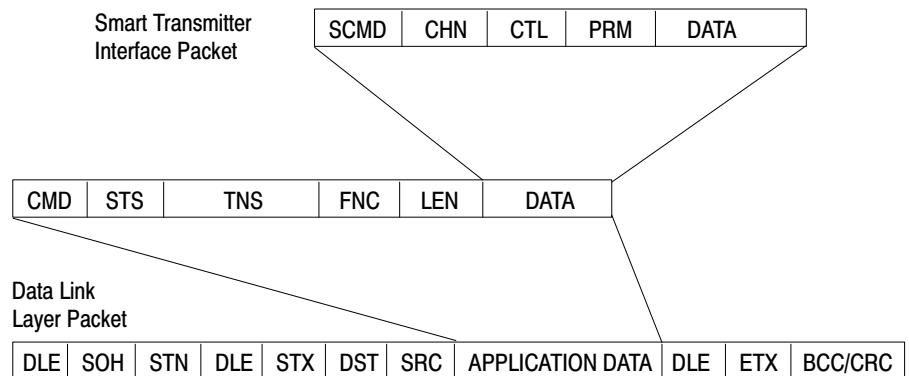 Smart Transmitter
Interface Packet
SCMD CHN CTL PRM DATA
CMD STS TNS FNC LEN DATA
Data Link
Layer Packet
DLE SOH STN DLE STX DST SRC APPLICATION DATA DLE ETX BCC/CRC